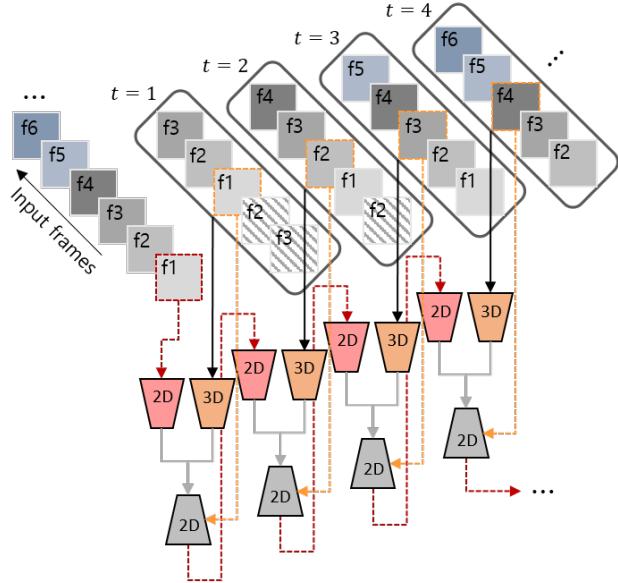 t = 4
t = 3
t = 2
t = 1
f6
f5
f4
f3
f2
f5
f4
f3
f2
f1
f4
f3
f2
f1
f2
f3
f2
f1
f2
f3
...
...
f6
f5
f4
f3
f2
f1
Input frames
2D
3D
2D
3D
2D
3D
2D
3D
2D
2D
2D
2D
...